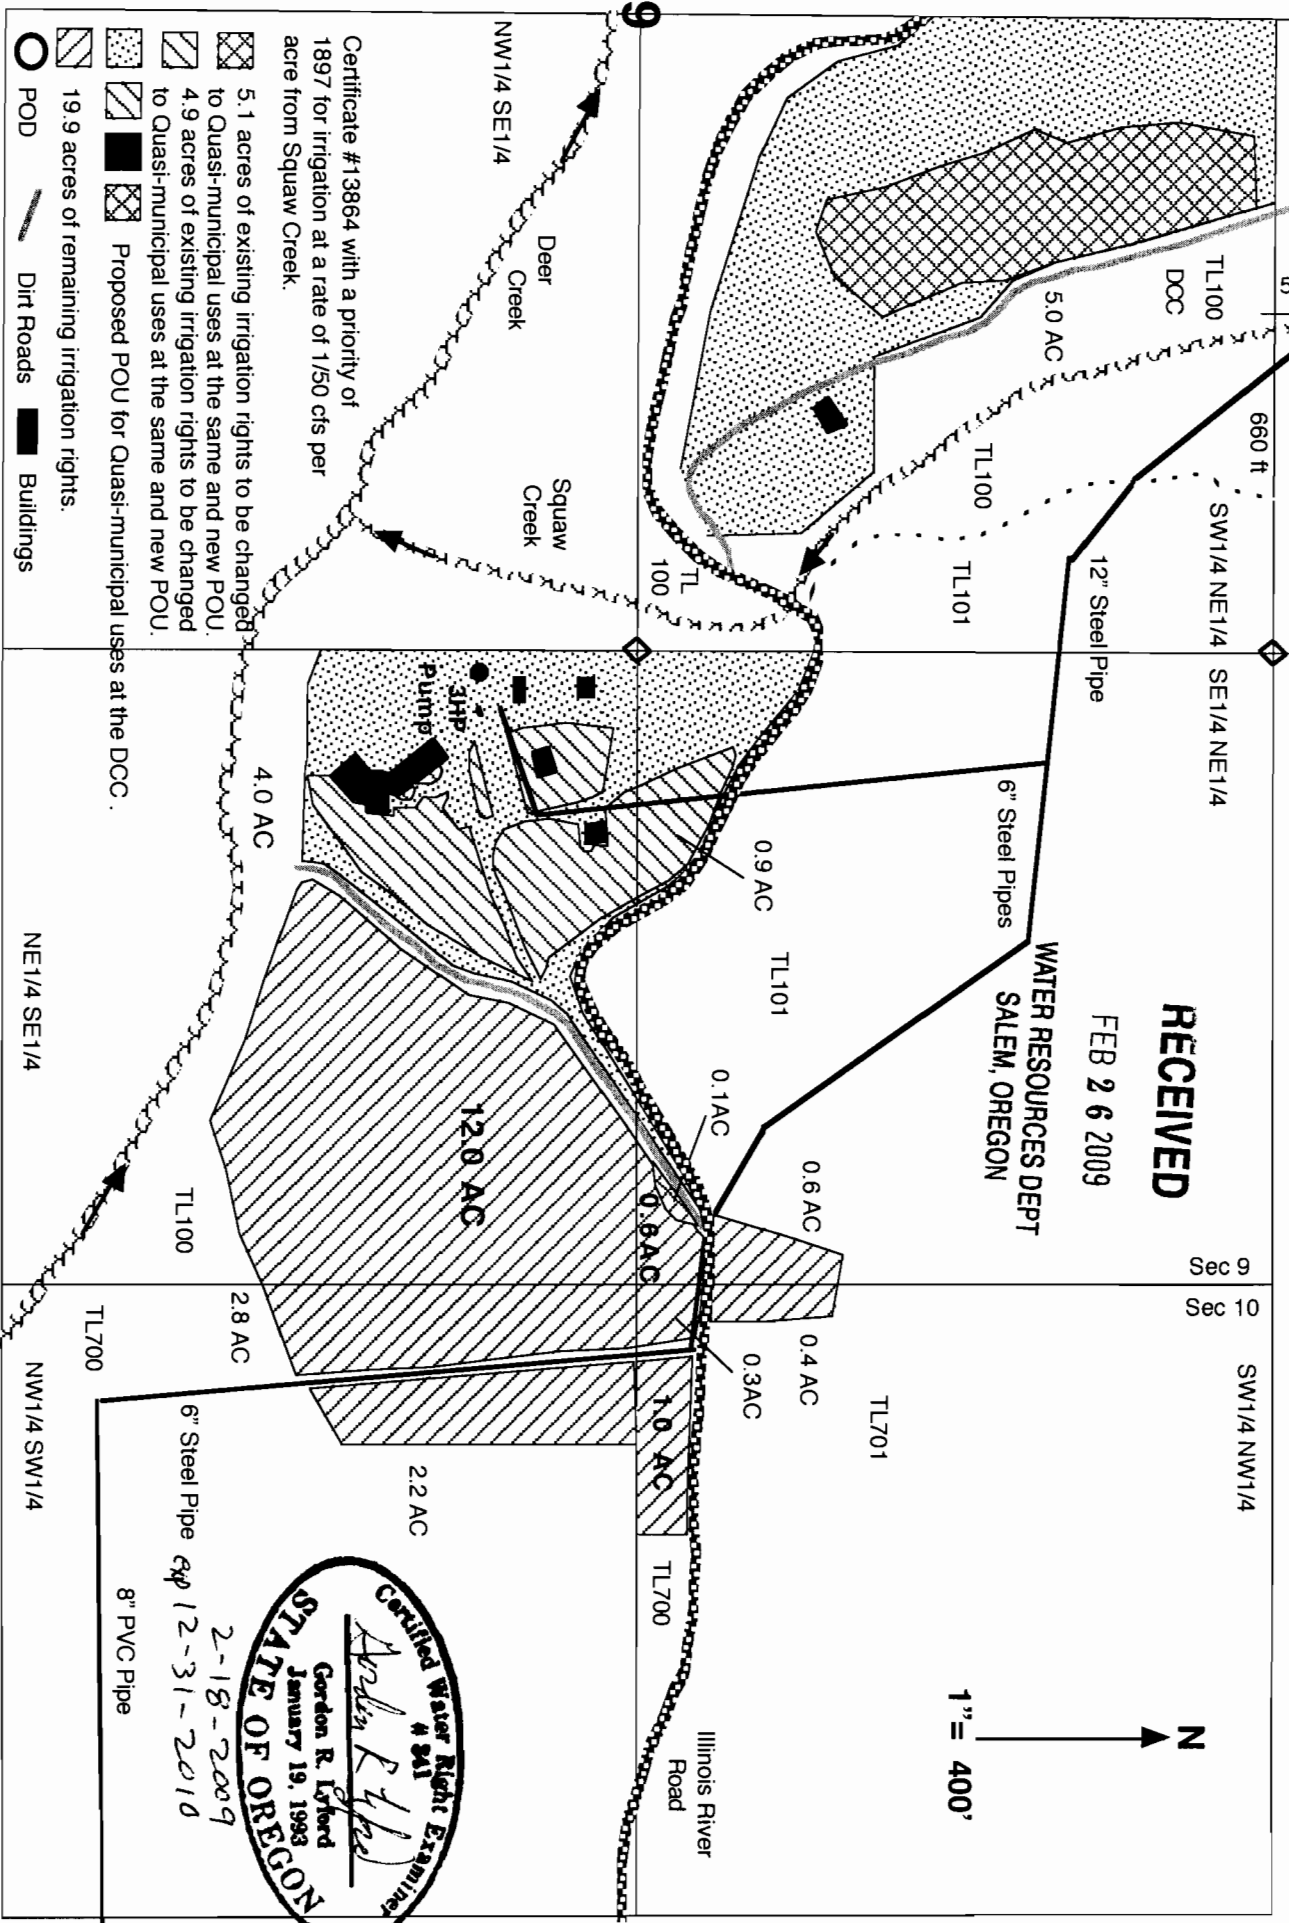 9
5
660 ft
SW1/4 NE1/4
SE1/4 NE1/4
Sec 9
Sec 10
SW1/4 NW1/4
TL100
DCC
5.0 AC
TL100
TL101
12” Steel Pipe
6” Steel Pipes
RECEIVED
FEB 2 6 2009
WATER RESOURCES DEPT
SALEM, OREGON
N
1”= 400’
TL
100
TL101
0.9 AC
0.1AC
0.6 AC
0.6AC
0.4 AC
0.3AC
TL701
1.0 AC
TL700
Illinois River
Road
NW1/4 SE1/4
Deer
Creek
Squaw
Creek
3HP
Pump
4.0 AC
12.0 AC
NE1/4 SE1/4
TL100
2.8 AC
2.2 AC
TL700
NW1/4 SW1/4
6” Steel Pipe
8” PVC Pipe
Certified Water Right Examiner
# 841
Gordon R. Lyford
January 19, 1993
STATE OF OREGON
2-18-2009
exp 12-31-2010
Certificate #13864 with a priority of
1897 for irrigation at a rate of 1/50 cfs per
acre from Squaw Creek.
5.1 acres of existing irrigation rights to be changed
to Quasi-municipal uses at the same and new POU.
4.9 acres of existing irrigation rights to be changed
to Quasi-municipal uses at the same and new POU.
Proposed POU for Quasi-municipal uses at the DCC .
19.9 acres of remaining irrigation rights.
POD
Dirt Roads
Buildings